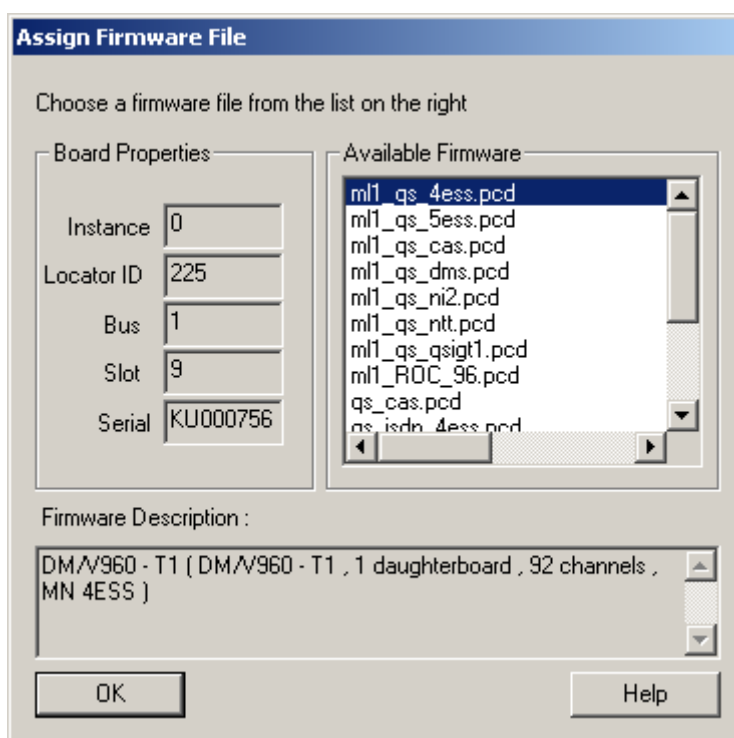 Assign Firmware File
Choose a firmware file from the list on the right
Board Properties
Instance 0
Locator ID 225
Bus 1
Slot 9
Serial KU000756
Available Firmware
ml1_qs_4ess.pcd
ml1_qs_5ess.pcd
ml1_qs_cas.pcd
ml1_qs_dms.pcd
ml1_qs_ni2.pcd
ml1_qs_ntt.pcd
ml1_qs_qsigt1.pcd
ml1_ROC_96.pcd
qs_cas.pcd
qs_isdn_4ess.pcd
Firmware Description :
DM/V960 - T1 ( DM/V960 - T1 , 1 daughterboard , 92 channels ,
MN 4ESS )
OK
Help